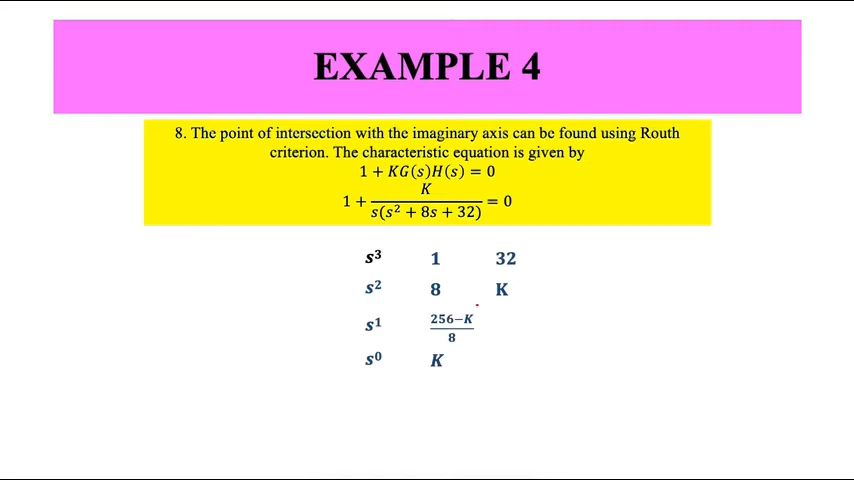 EXAMPLE 4
8. The point of intersection with the imaginary axis can be found using Routh
criterion. The characteristic equation is given by
1 + KG(s)H(s) = 0
1 + K / s(s² + 8s + 32) = 0
s³ 1 32
s² 8 K
s¹ 256−K / 8
s⁰ K